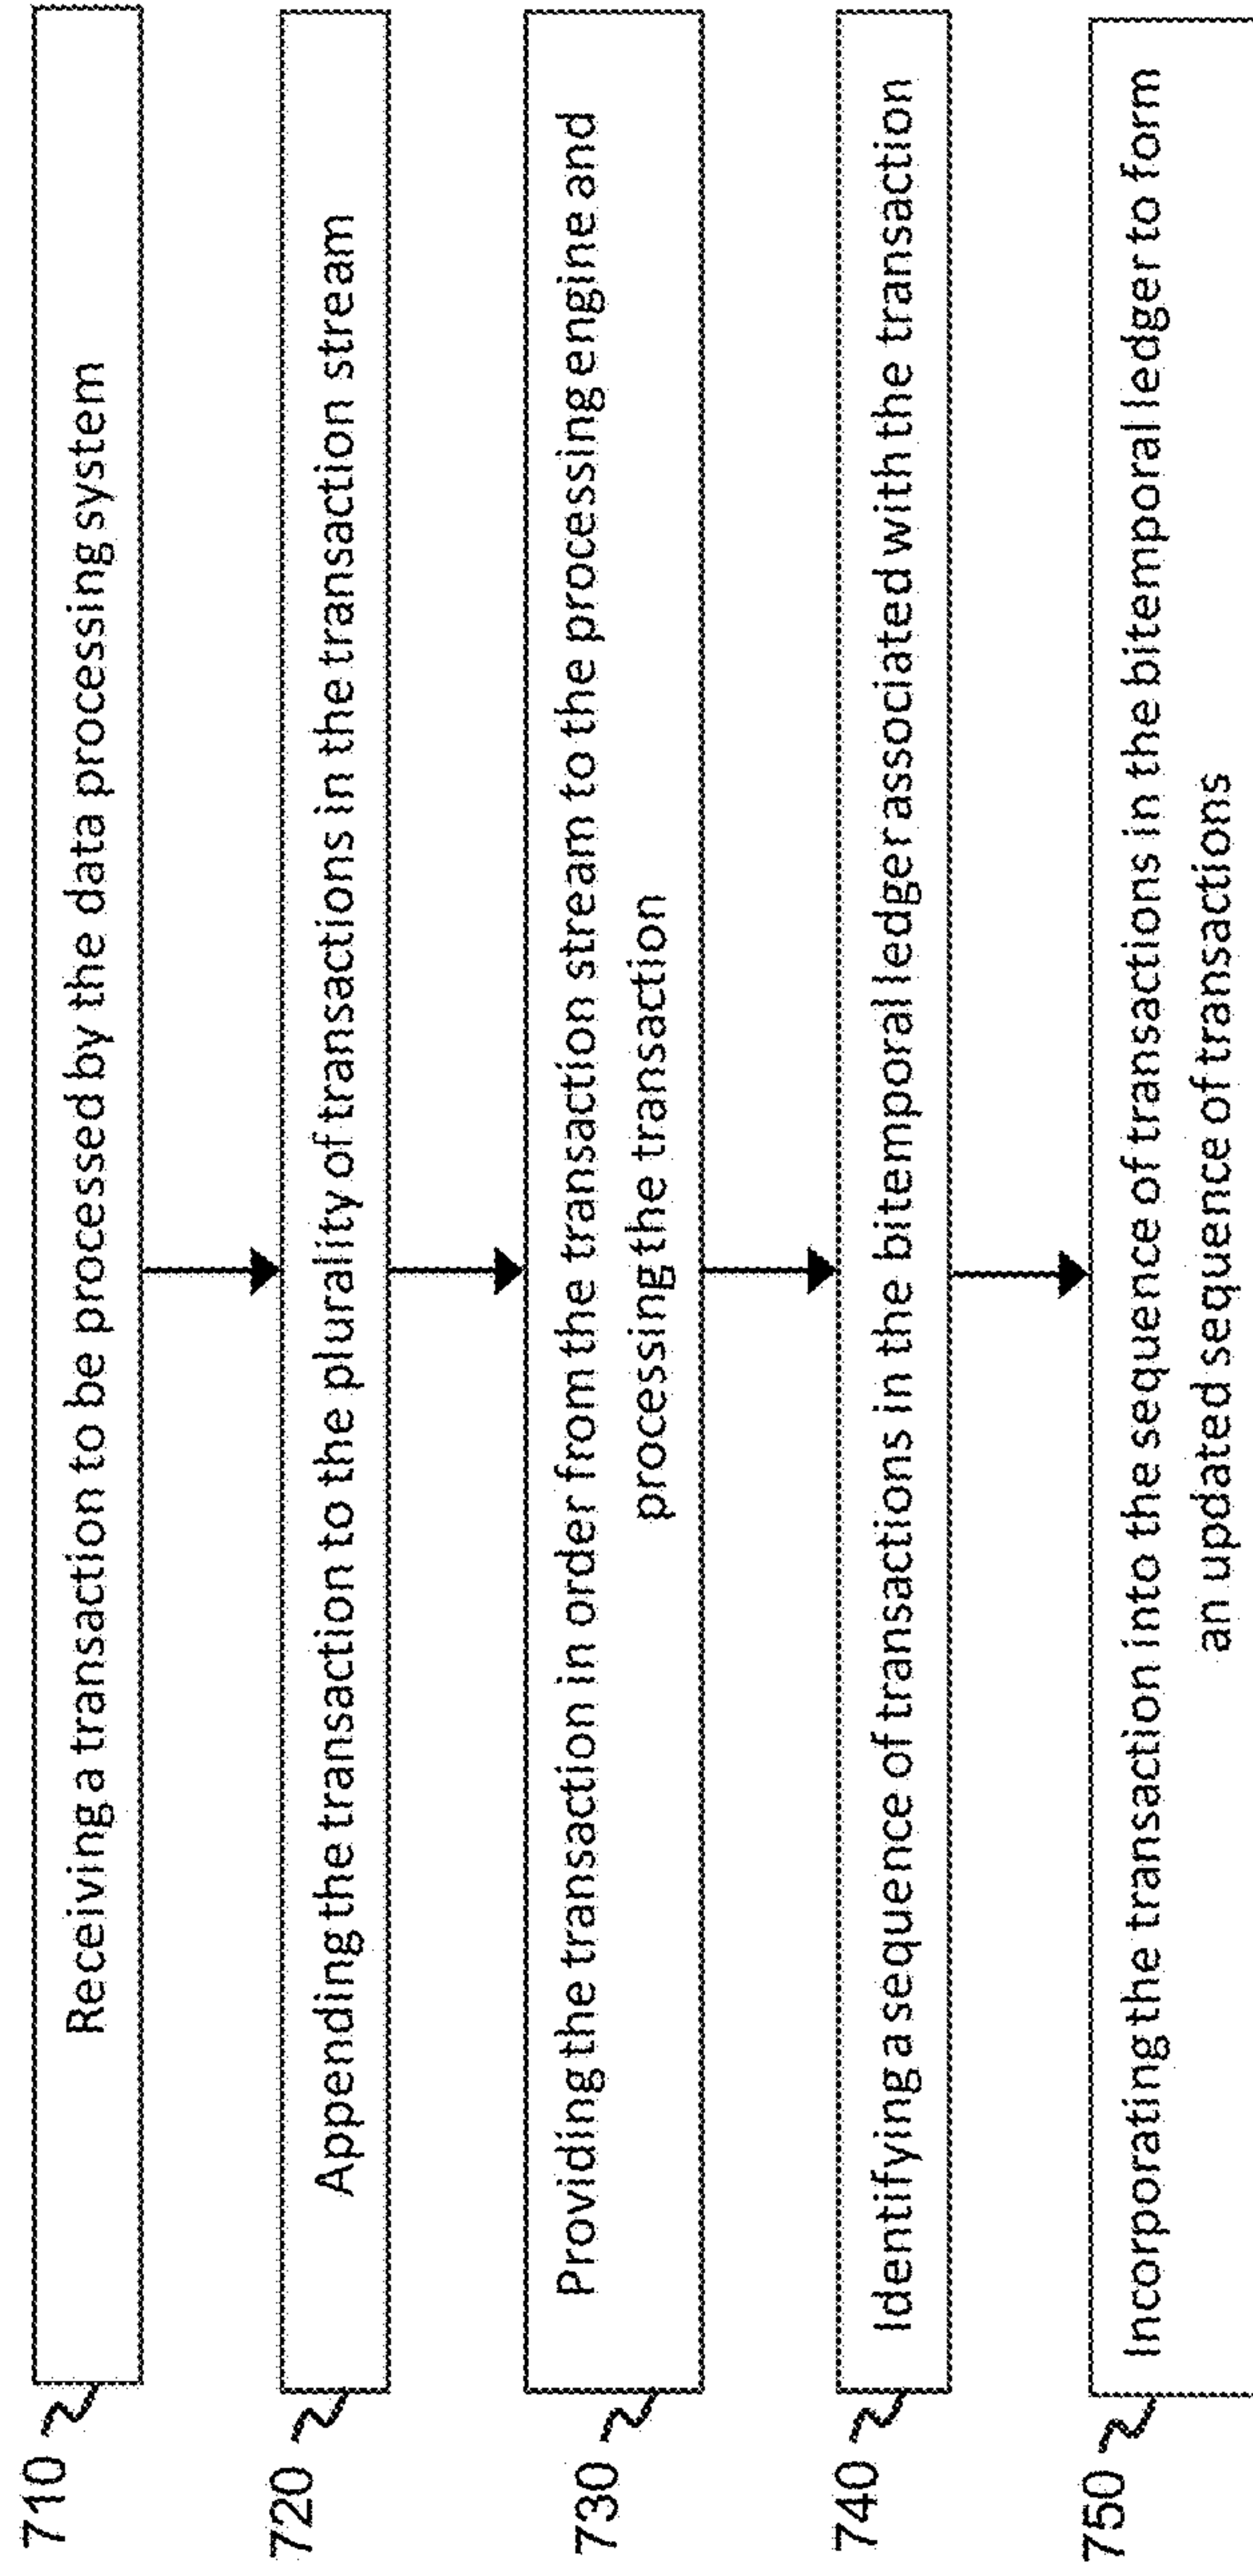 710
Receiving a transaction to be processed by the data processing system
720
Appending the transaction to the plurality of transactions in the transaction stream
730
Providing the transaction in order from the transaction stream to the processing engine and
processing the transaction
740
Identifying a sequence of transactions in the bitemporal ledger associated with the transaction
750
Incorporating the transaction into the sequence of transactions in the bitemporal ledger to form
an updated sequence of transactions